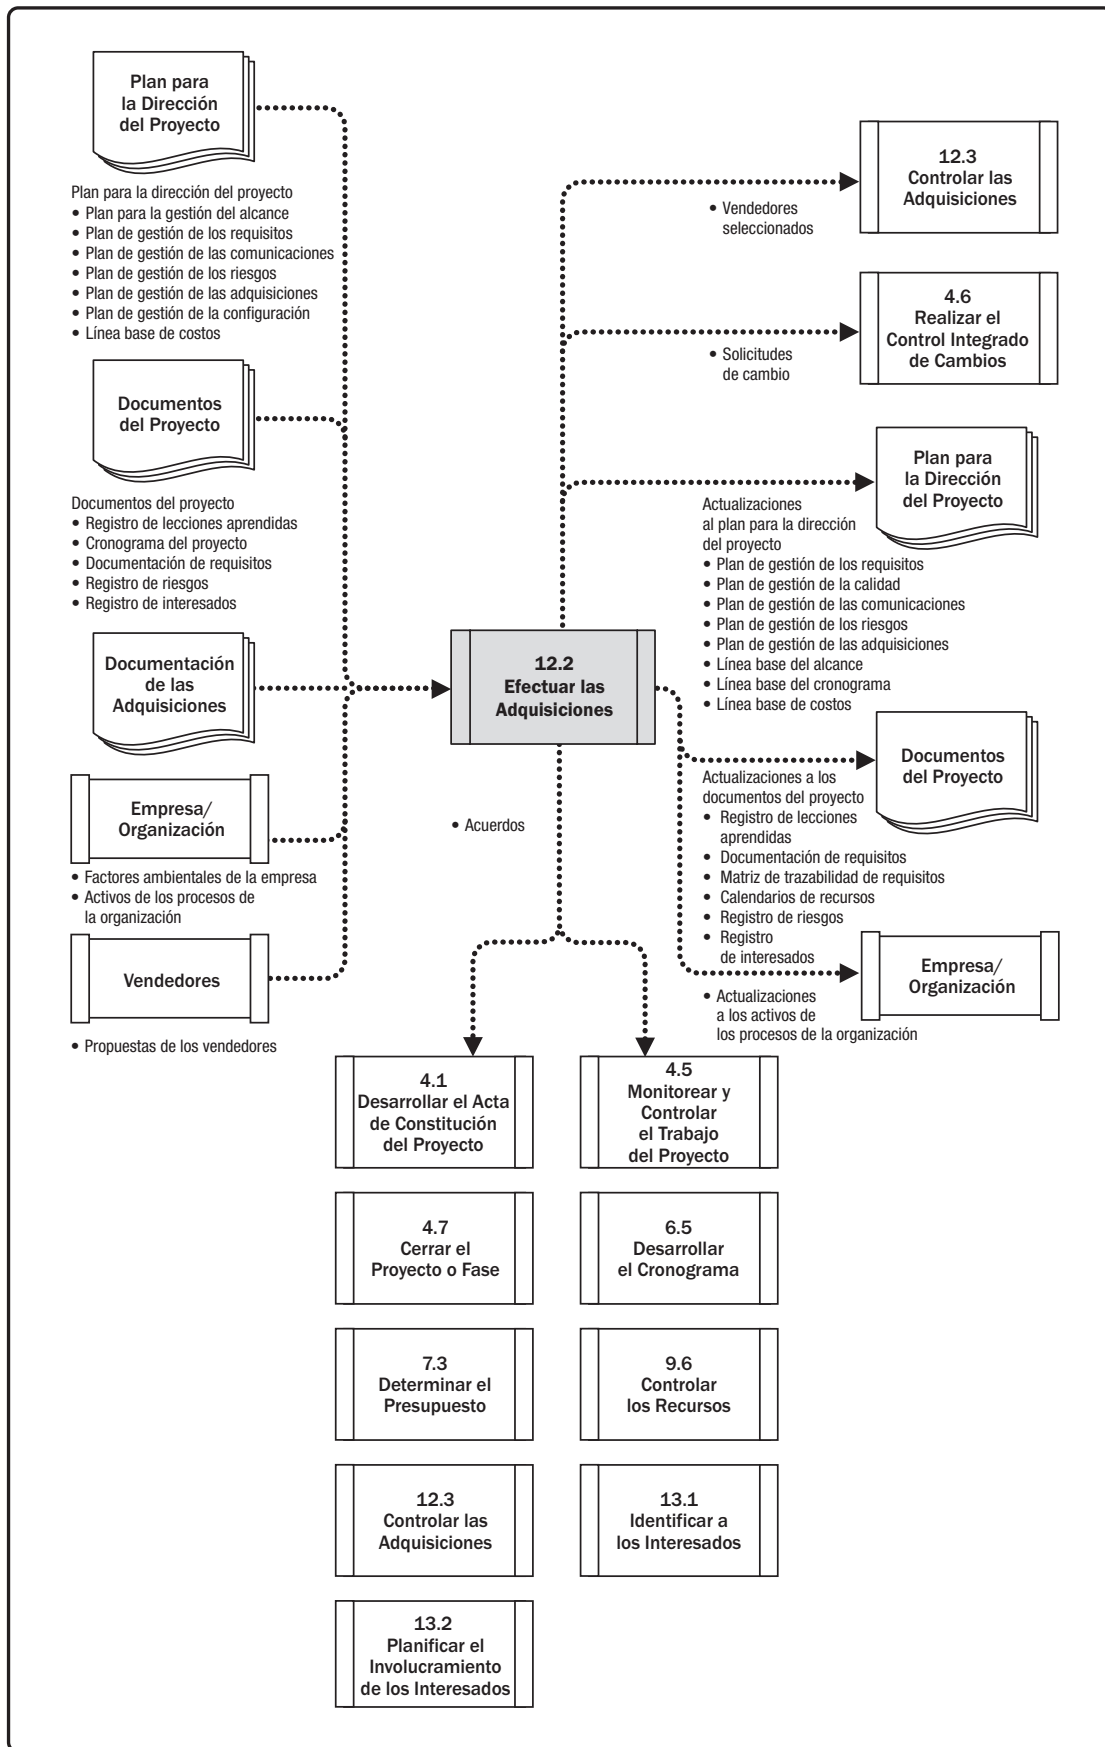 Plan para
la Dirección
del Proyecto
Plan para la dirección del proyecto
• Plan para la gestión del alcance
• Plan de gestión de los requisitos
• Plan de gestión de las comunicaciones
• Plan de gestión de los riesgos
• Plan de gestión de las adquisiciones
• Plan de gestión de la configuración
• Línea base de costos
Documentos
del Proyecto
Documentos del proyecto
• Registro de lecciones aprendidas
• Cronograma del proyecto
• Documentación de requisitos
• Registro de riesgos
• Registro de interesados
Documentación
de las
Adquisiciones
Empresa/
Organización
• Factores ambientales de la empresa
• Activos de los procesos de
la organización
Vendedores
• Propuestas de los vendedores
12.2
Efectuar las
Adquisiciones
• Vendedores
seleccionados
12.3
Controlar las
Adquisiciones
• Solicitudes
de cambio
4.6
Realizar el
Control Integrado
de Cambios
Plan para
la Dirección
del Proyecto
Actualizaciones
al plan para la dirección
del proyecto
• Plan de gestión de los requisitos
• Plan de gestión de la calidad
• Plan de gestión de las comunicaciones
• Plan de gestión de los riesgos
• Plan de gestión de las adquisiciones
• Línea base del alcance
• Línea base del cronograma
• Línea base de costos
Documentos
del Proyecto
Actualizaciones a los
documentos del proyecto
• Registro de lecciones
aprendidas
• Documentación de requisitos
• Matriz de trazabilidad de requisitos
• Calendarios de recursos
• Registro de riesgos
• Registro
de interesados
Empresa/
Organización
• Actualizaciones
a los activos de
los procesos de la organización
• Acuerdos
4.1
Desarrollar el Acta
de Constitución
del Proyecto
4.5
Monitorear y
Controlar
el Trabajo
del Proyecto
4.7
Cerrar el
Proyecto o Fase
6.5
Desarrollar
el Cronograma
7.3
Determinar el
Presupuesto
9.6
Controlar
los Recursos
12.3
Controlar las
Adquisiciones
13.1
Identificar a
los Interesados
13.2
Planificar el
Involucramiento
de los Interesados